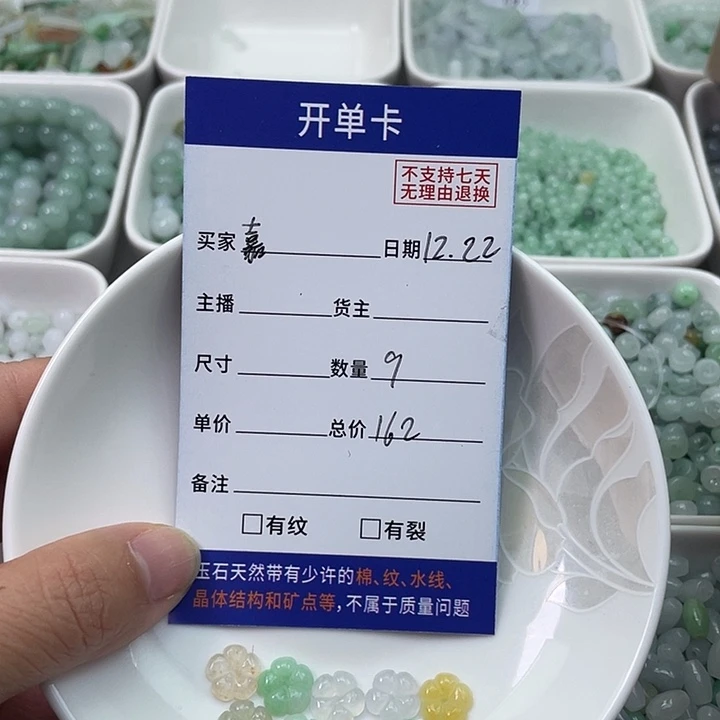 开单卡
不支持七天
无理由退换
买家 嘉 日期 12.22
主播 货主
尺寸 数量 9
单价 总价 162
备注
□有纹 □有裂
玉石天然带有少许的棉、纹、水线、
晶体结构和矿点等,不属于质量问题